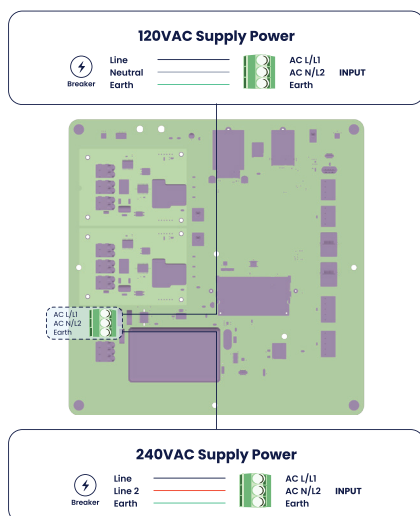 120VAC Supply Power
Line AC L/L1
Neutral AC N/L2 INPUT
Breaker Earth Earth
AC L/L1
AC N/L2
Earth
240VAC Supply Power
Line AC L/L1
Line 2 AC N/L2 INPUT
Breaker Earth Earth